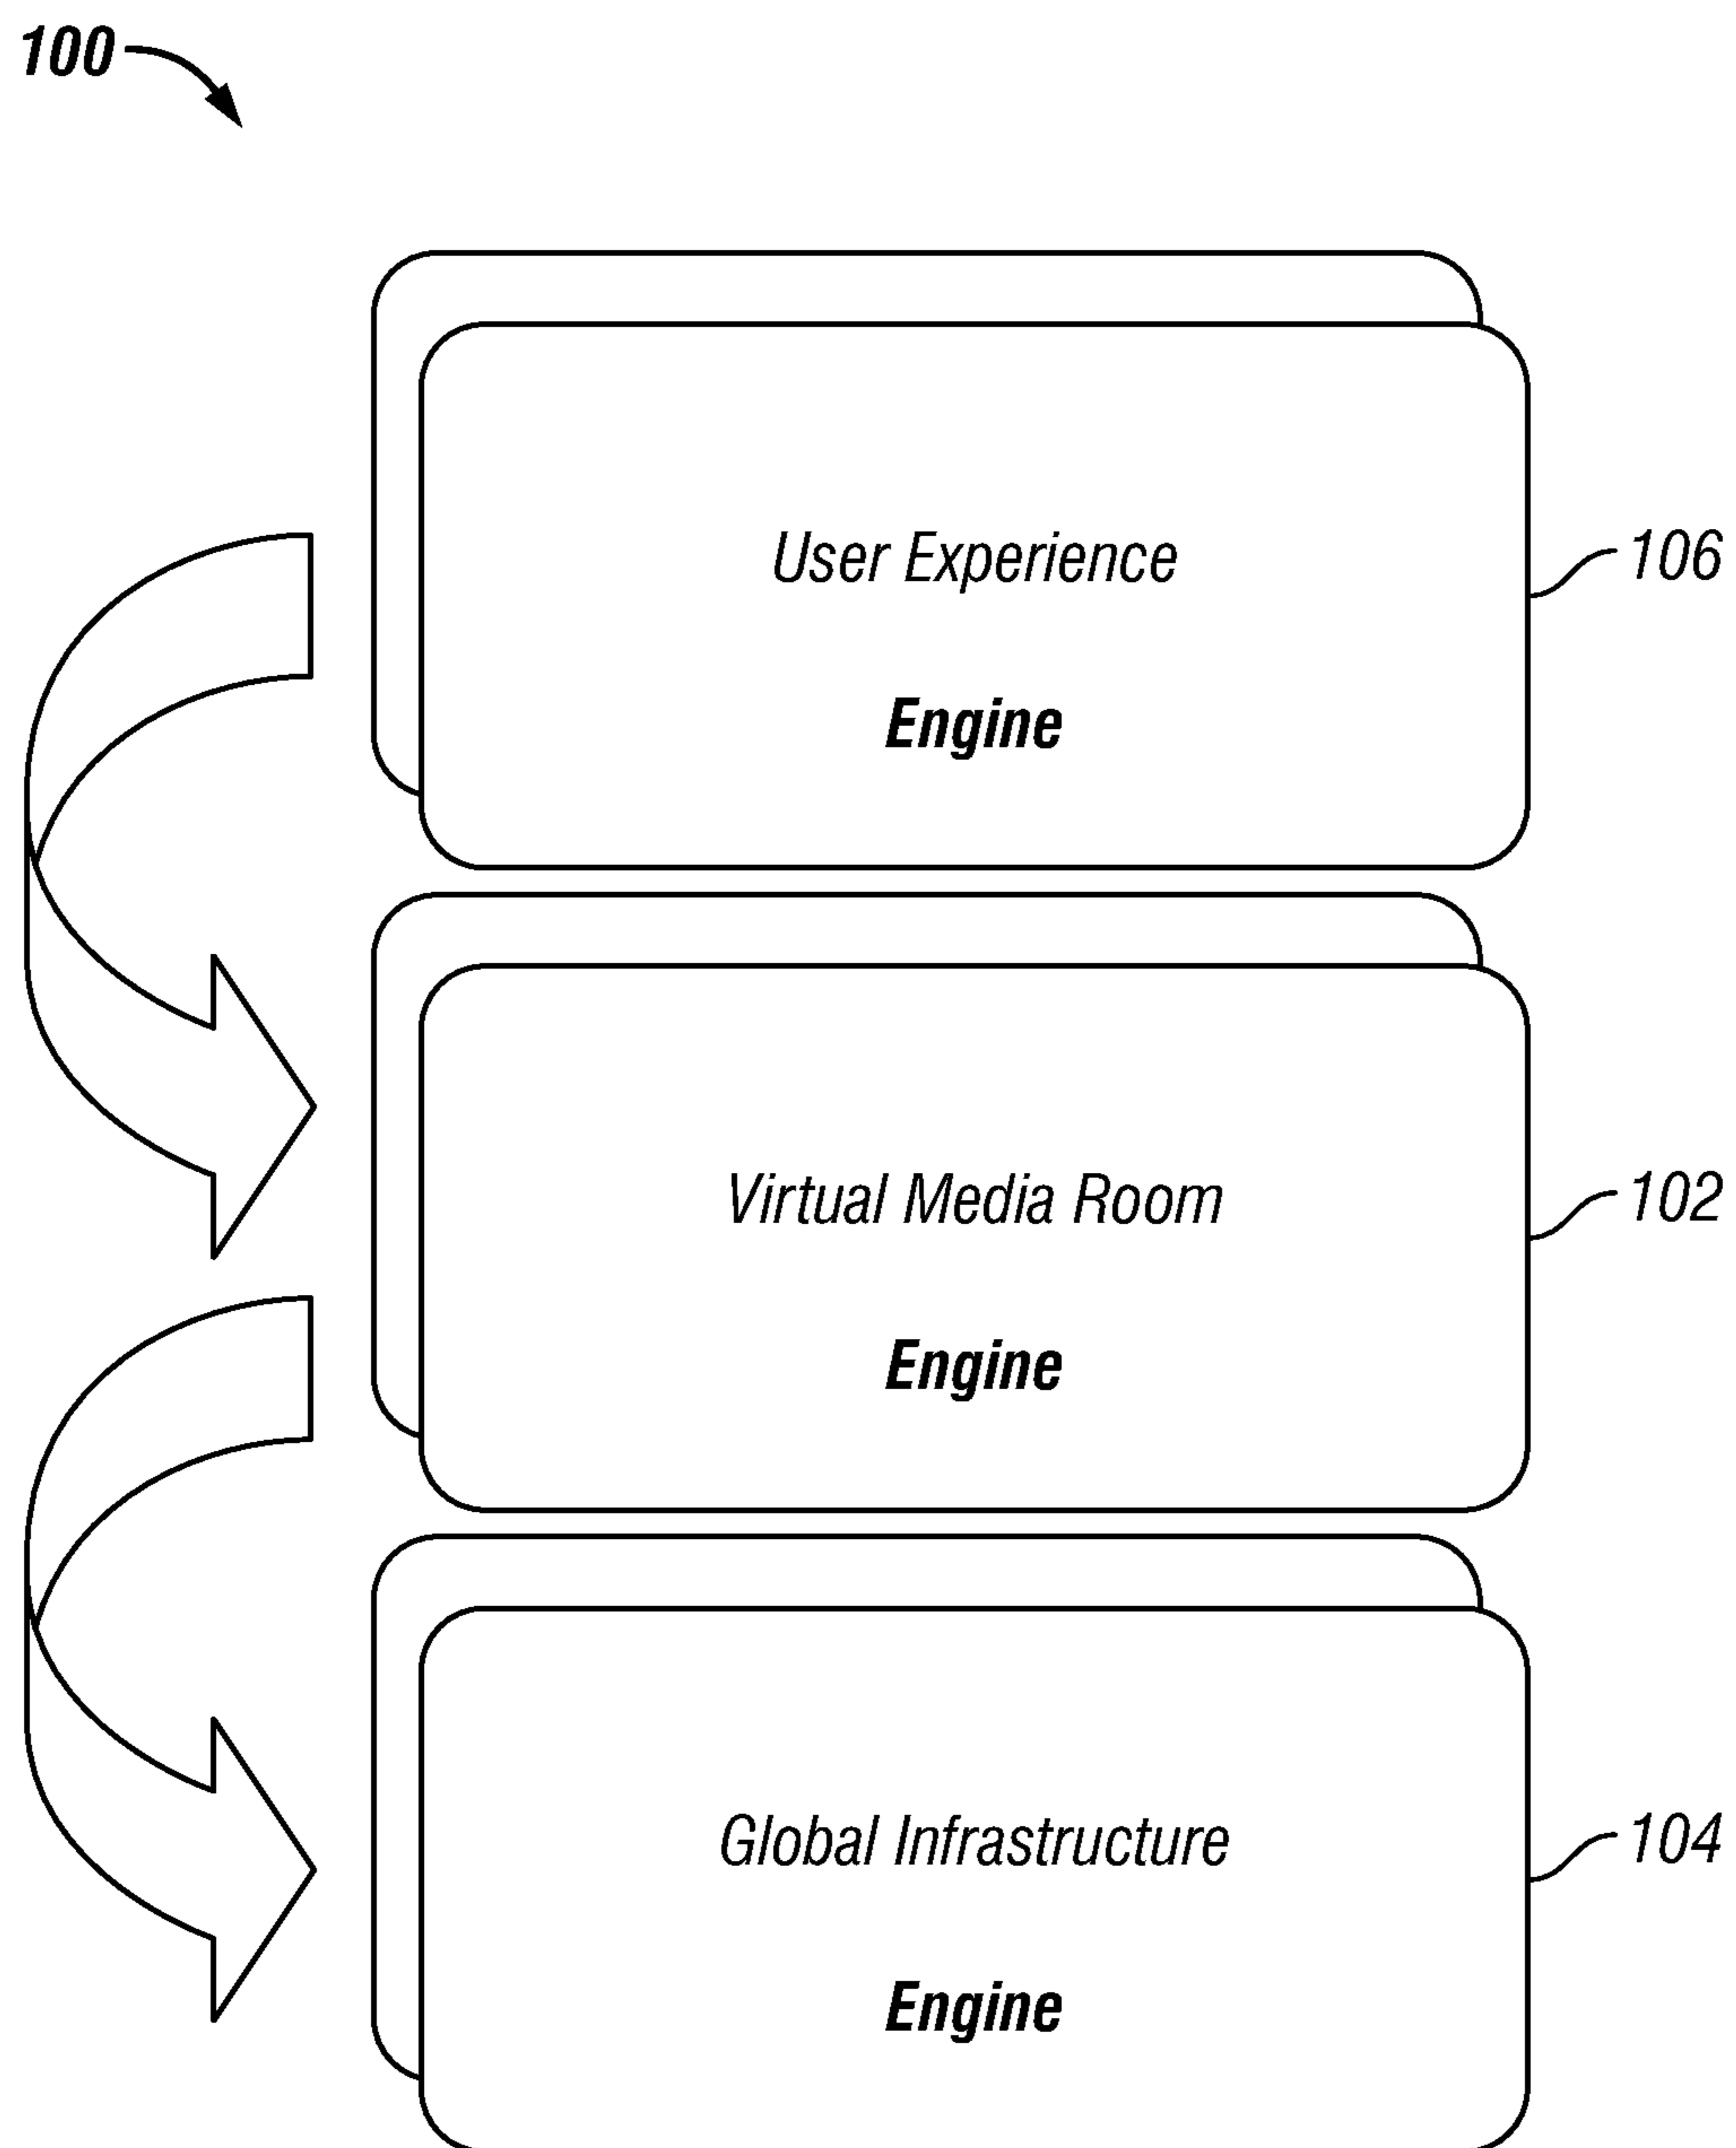 100
User Experience
106
Engine
Virtual Media Room
102
Engine
Global Infrastructure
104
Engine